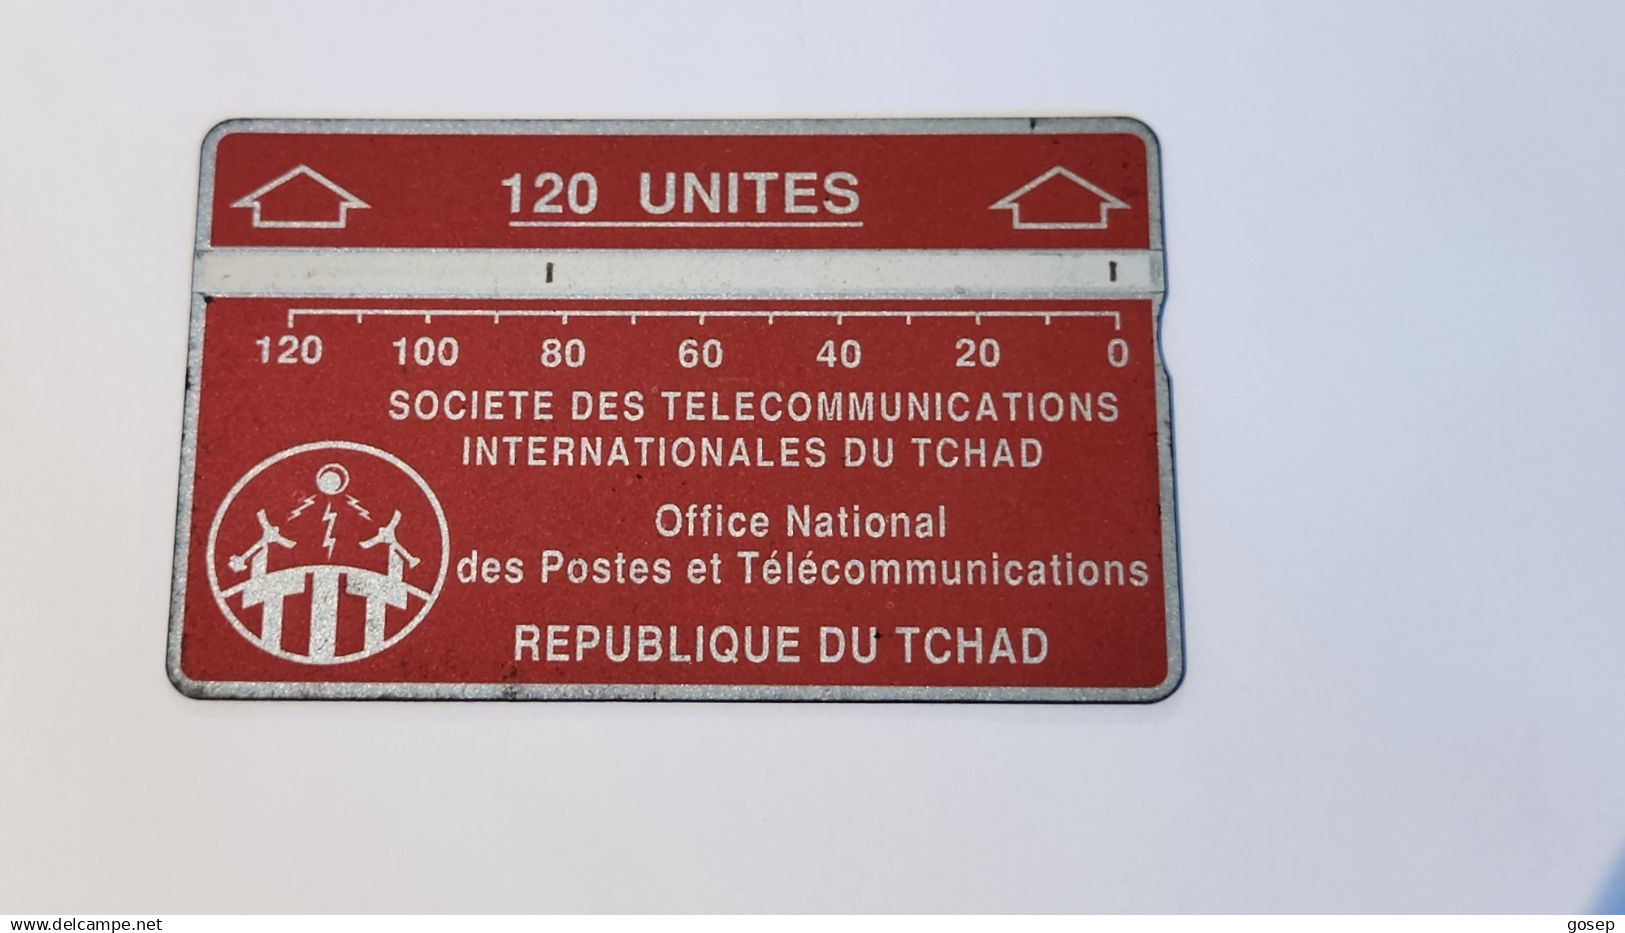 120 UNITES
120 100 80 60 40 20 0
SOCIETE DES TELECOMMUNICATIONS
INTERNATIONALES DU TCHAD
Office National
des Postes et Télécommunications
REPUBLIQUE DU TCHAD
delcampe.net
gosep